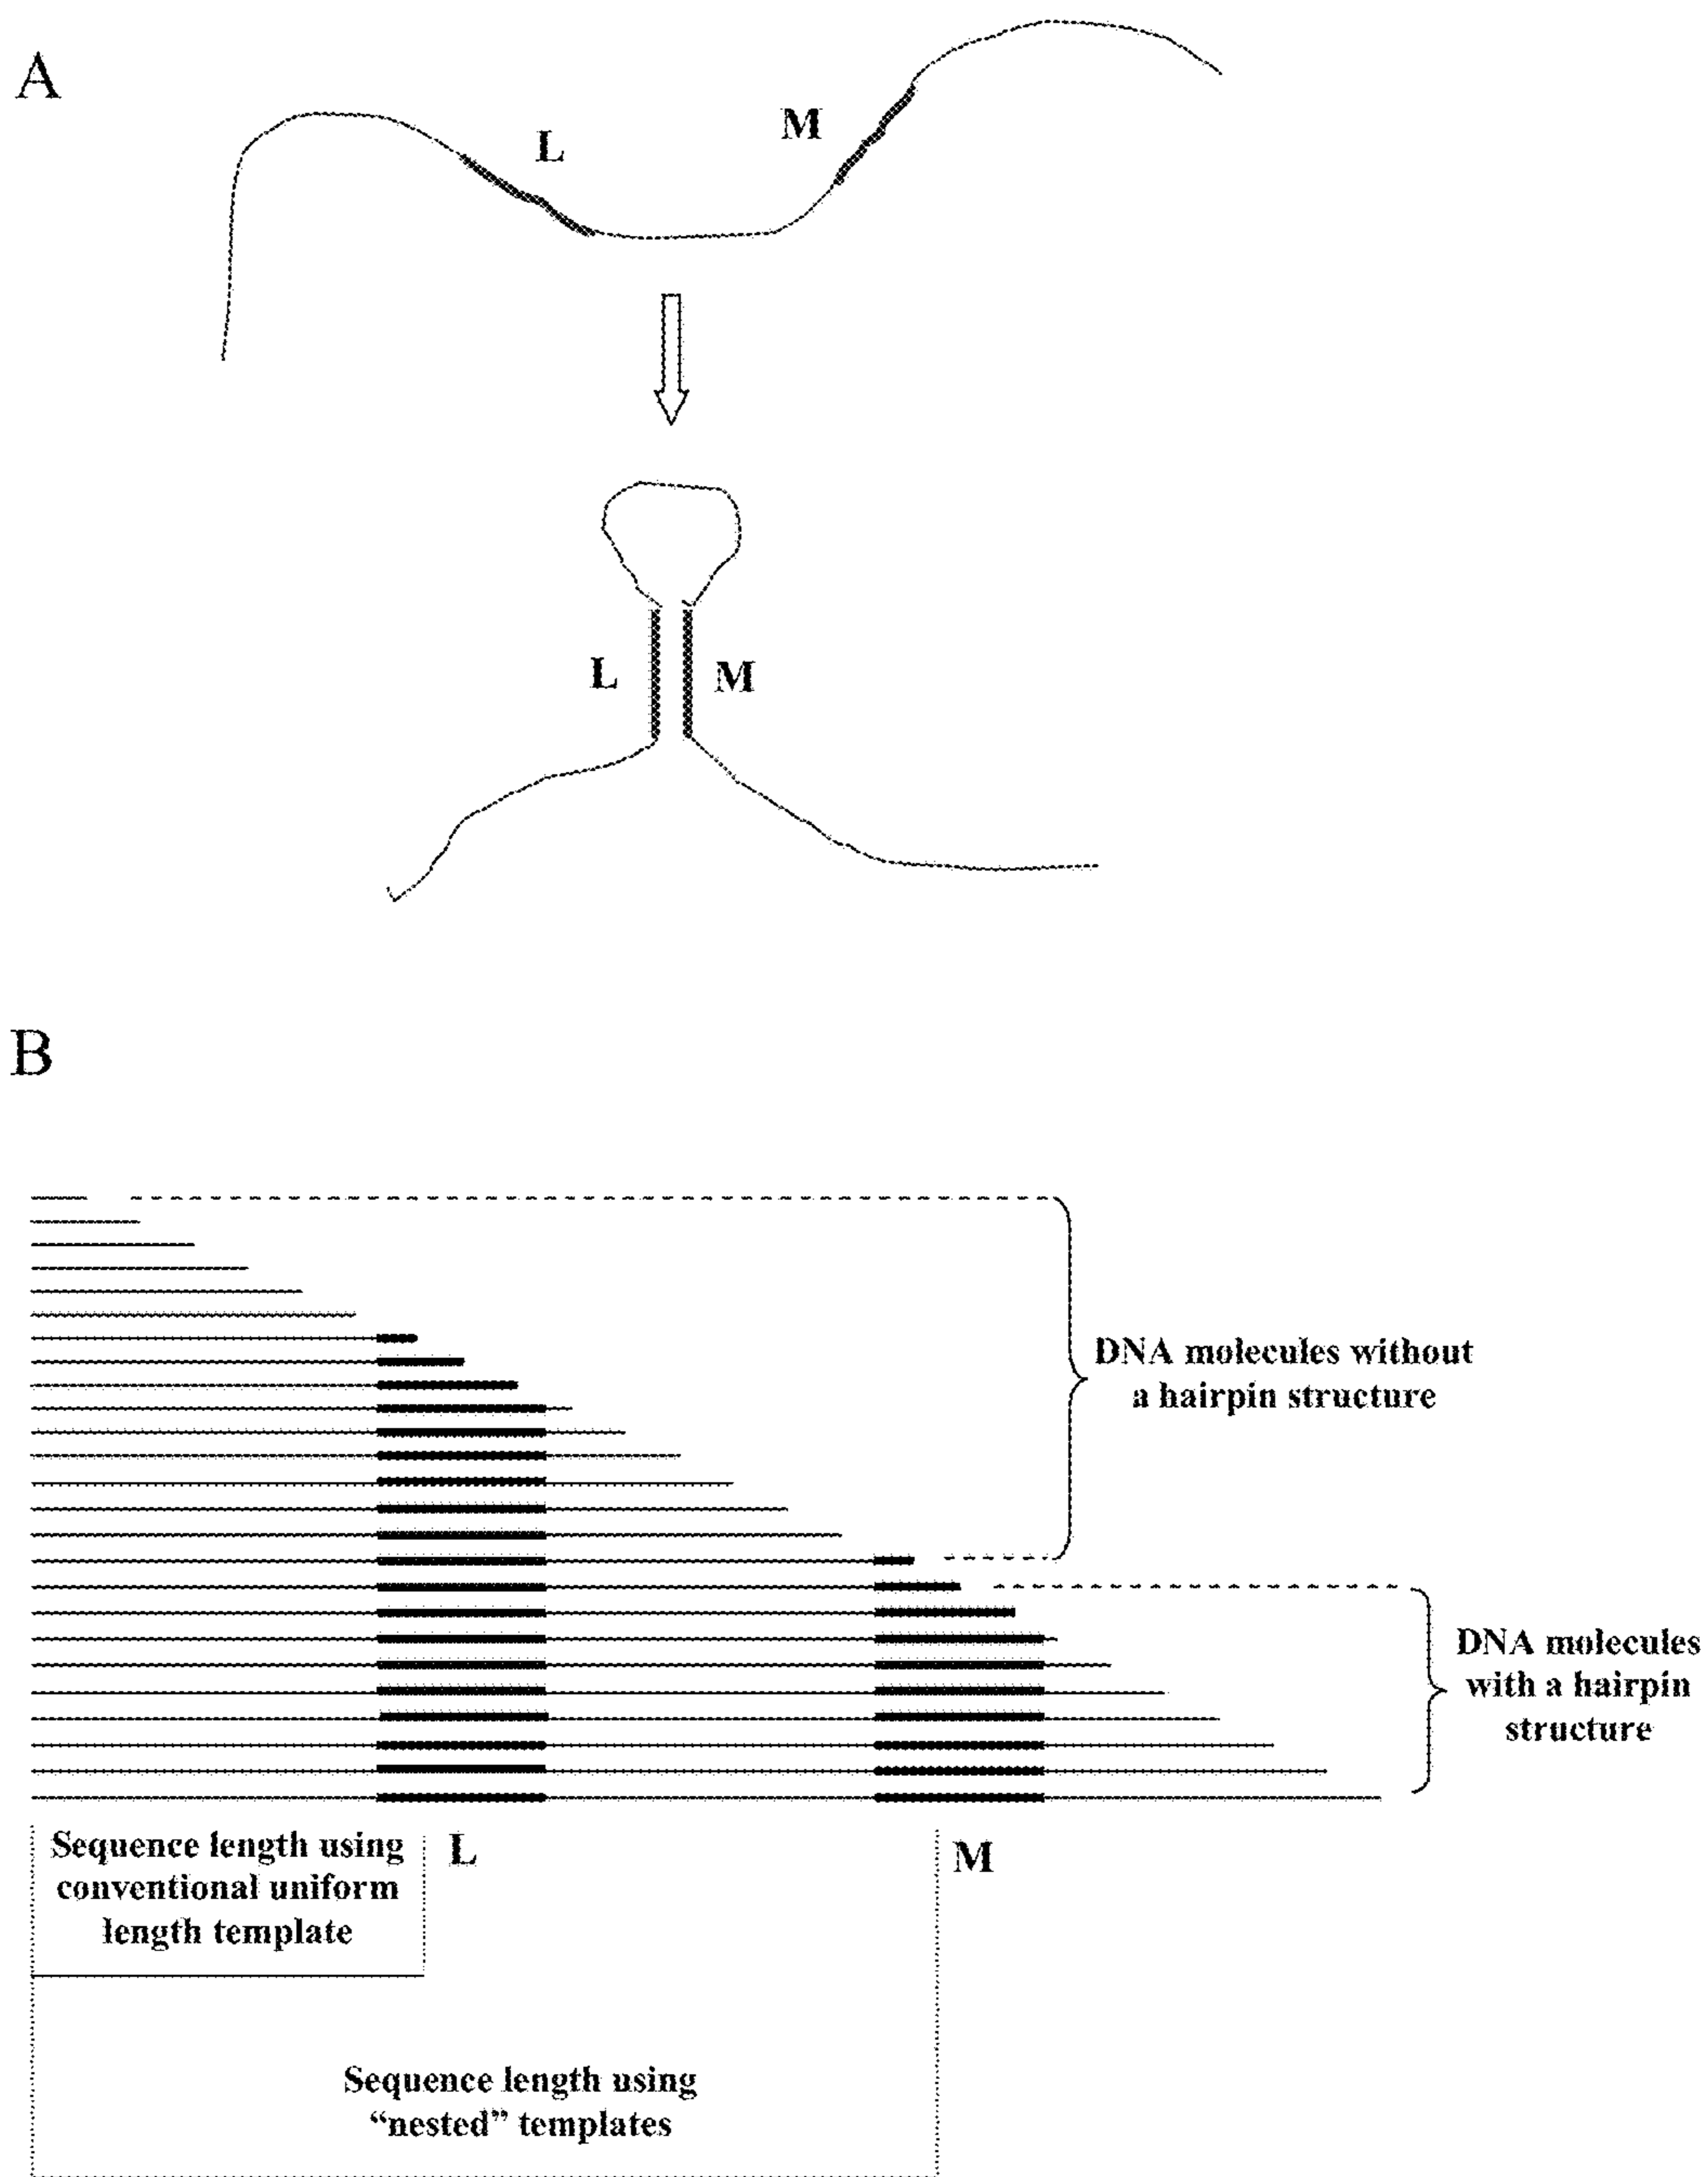 A
L
M
L
M
B
DNA molecules without
a hairpin structure
DNA molecules
with a hairpin
structure
Sequence length using
conventional uniform
length template
L
M
Sequence length using
“nested” templates